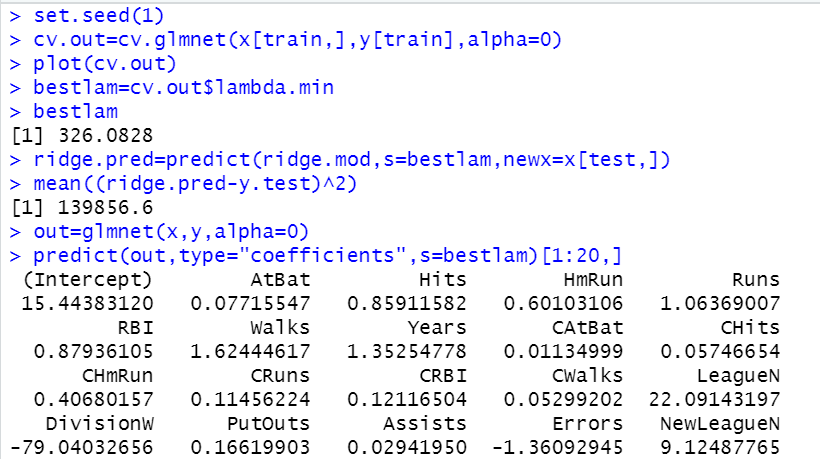 > set.seed(1)
> cv.out=cv.glmnet(x[train,],y[train],alpha=0)
> plot(cv.out)
> bestlam=cv.out$lambda.min
> bestlam
[1] 326.0828
> ridge.pred=predict(ridge.mod,s=bestlam,newx=x[test,])
> mean((ridge.pred-y.test)^2)
[1] 139856.6
> out=glmnet(x,y,alpha=0)
> predict(out,type="coefficients",s=bestlam)[1:20,]
(Intercept) AtBat Hits HmRun Runs
15.44383120 0.07715547 0.85911582 0.60103106 1.06369007
RBI Walks Years CAtBat CHits
0.87936105 1.62444617 1.35254778 0.01134999 0.05746654
CHmRun CRuns CRBI CWalks LeagueN
0.40680157 0.11456224 0.12116504 0.05299202 22.09143197
DivisionW PutOuts Assists Errors NewLeagueN
-79.04032656 0.16619903 0.02941950 -1.36092945 9.12487765